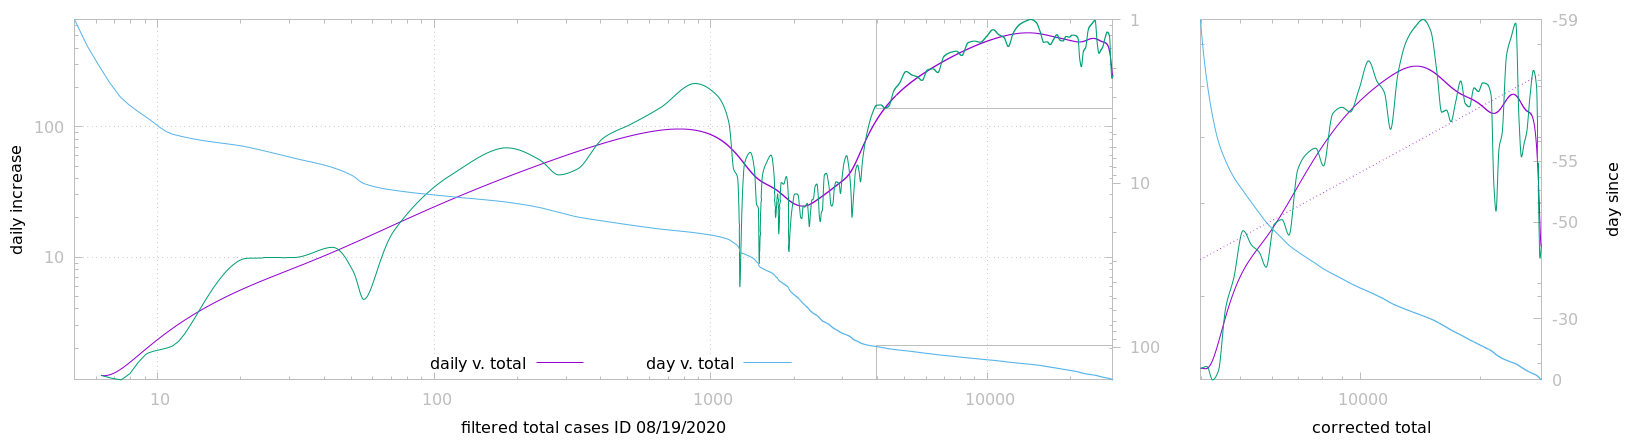 1
-59
100
10
10
daily increase
-55
-50
day since
-30
daily v. total
day v. total
100
0
10
100
1000
10000
10000
filtered total cases ID 08/19/2020
corrected total